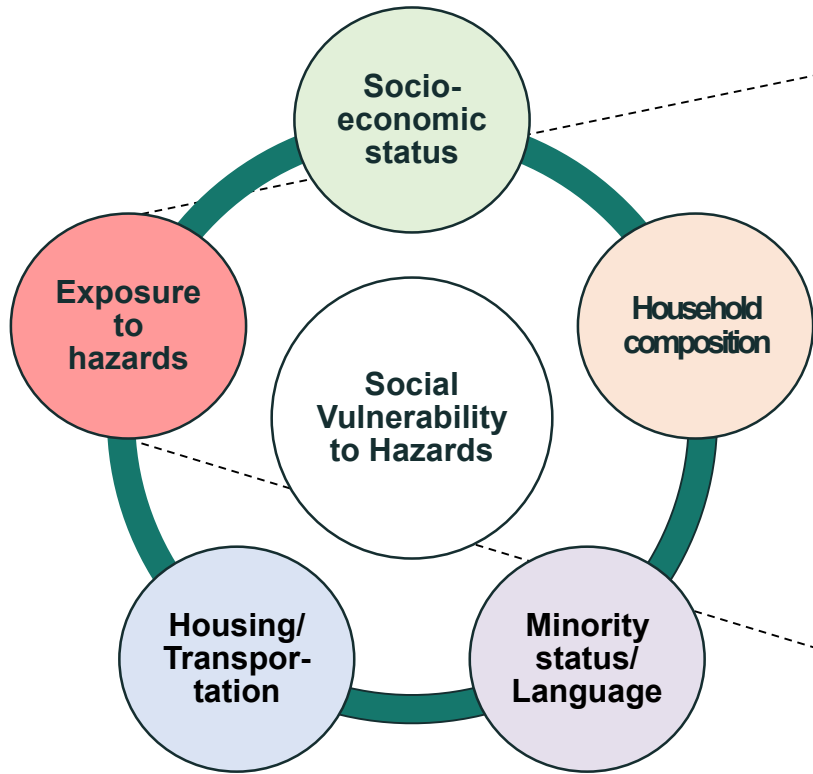 Socio-
economic
status
Exposure
to
hazards
Household
composition
Social
Vulnerability
to Hazards
Housing/
Transpor-
tation
Minority
status/
Language